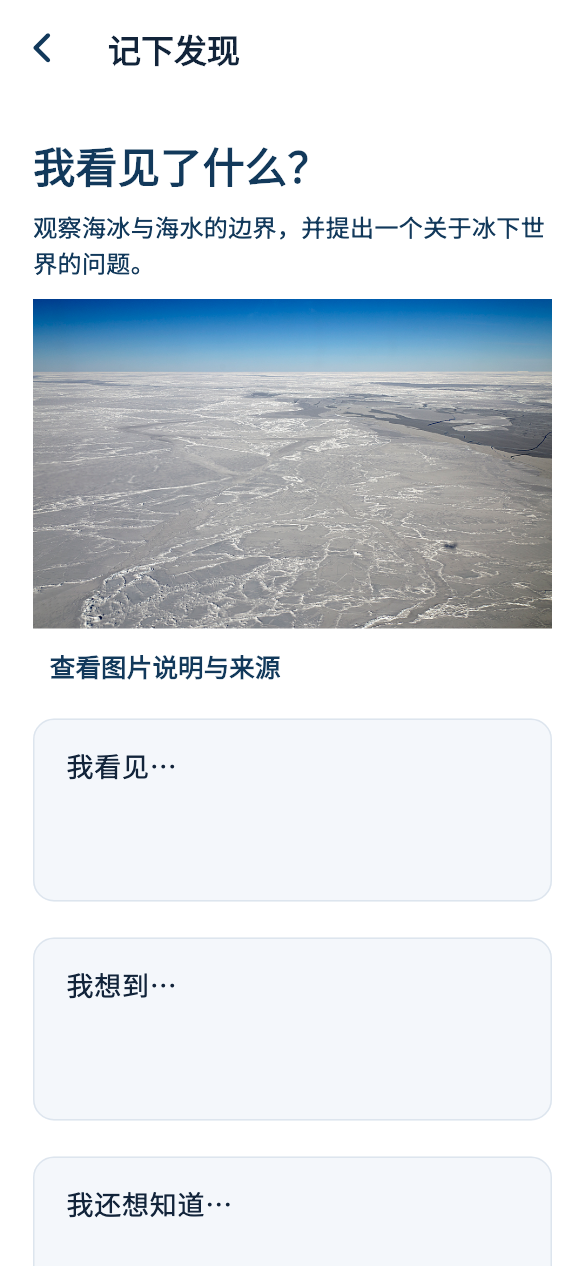 记下发现
我看见了什么？
观察海冰与海水的边界，并提出一个关于冰下世
界的问题。
查看图片说明与来源
我看见…
我想到…
我还想知道…